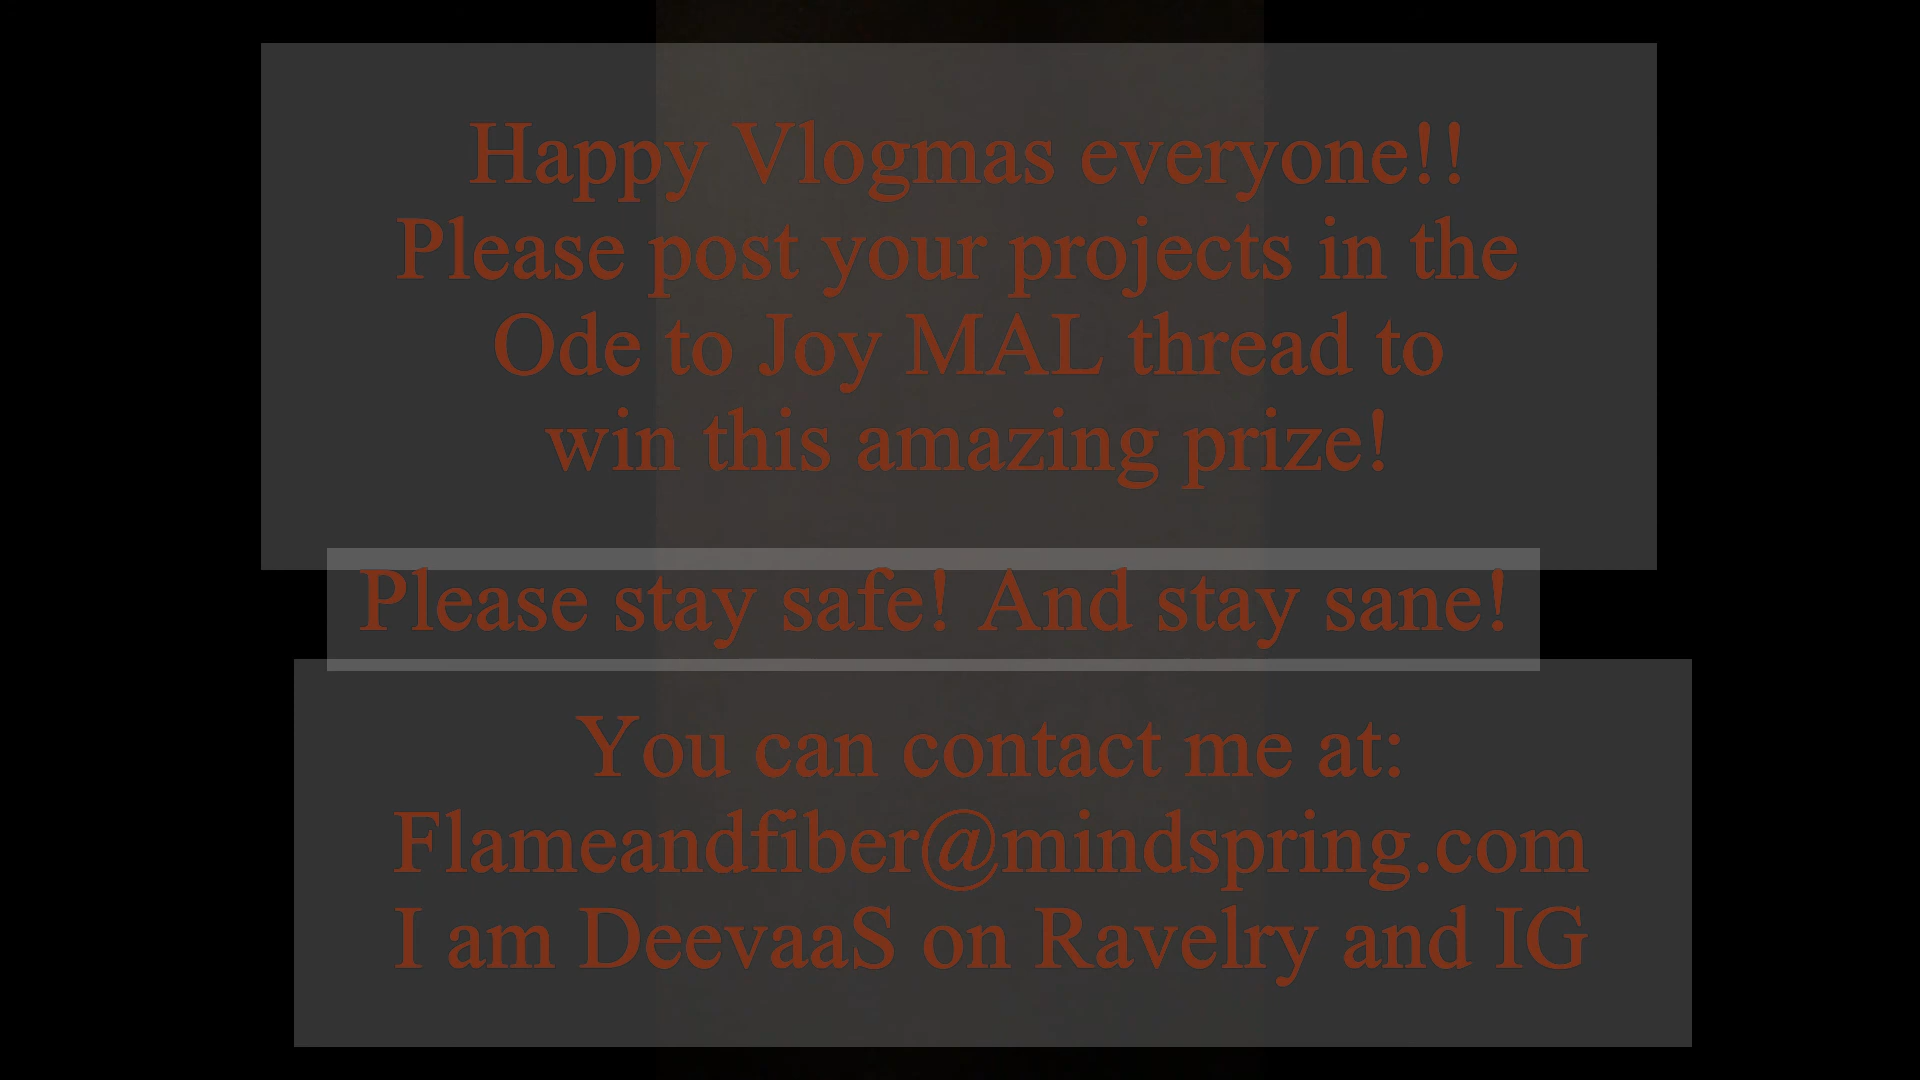 Happy Vlogmas everyone!!
Please post your projects in the
Ode to Joy MAL thread to
win this amazing prize!
Please stay safe! And stay sane!
You can contact me at:
Flameandfiber@mindspring.com
I am DeevaaS on Ravelry and IG